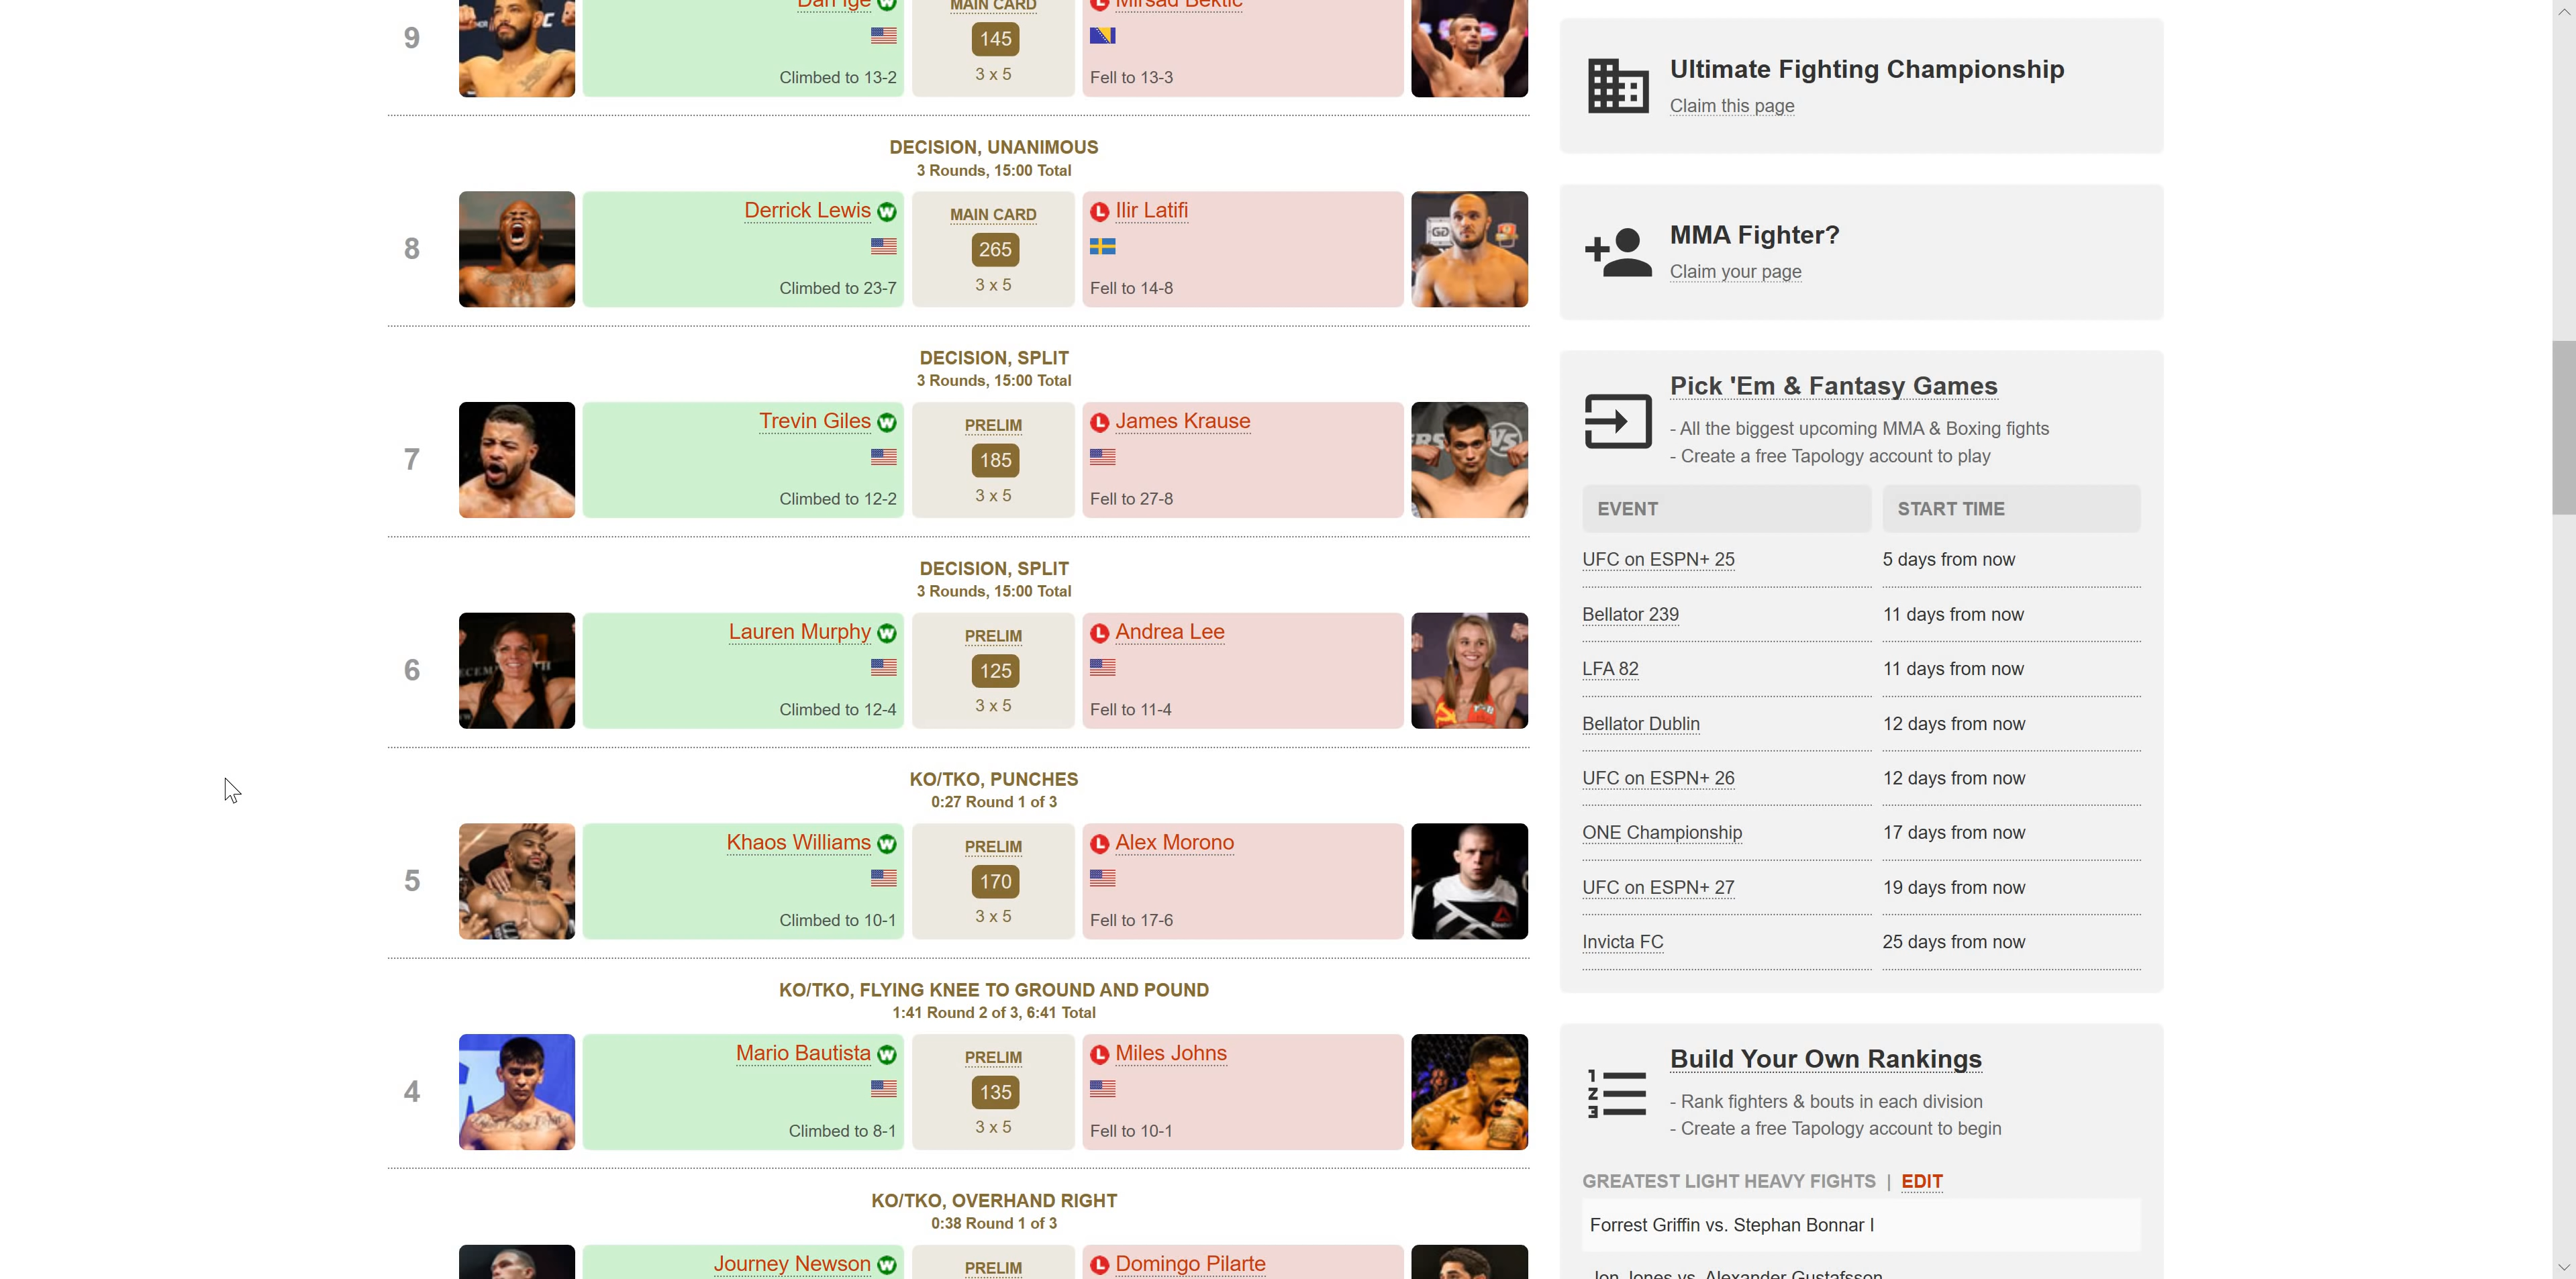 Dan Ige W
MAIN CARD
L Mirsad Bektic
9
145
Climbed to 13-2
3 x 5
Fell to 13-3
DECISION, UNANIMOUS
3 Rounds, 15:00 Total
Derrick Lewis W
MAIN CARD
L Ilir Latifi
8
265
Climbed to 23-7
3 x 5
Fell to 14-8
DECISION, SPLIT
3 Rounds, 15:00 Total
Trevin Giles W
PRELIM
L James Krause
7
185
Climbed to 12-2
3 x 5
Fell to 27-8
DECISION, SPLIT
3 Rounds, 15:00 Total
Lauren Murphy W
PRELIM
L Andrea Lee
6
125
Climbed to 12-4
3 x 5
Fell to 11-4
KO/TKO, PUNCHES
0:27 Round 1 of 3
Khaos Williams W
PRELIM
L Alex Morono
5
170
Climbed to 10-1
3 x 5
Fell to 17-6
KO/TKO, FLYING KNEE TO GROUND AND POUND
1:41 Round 2 of 3, 6:41 Total
Mario Bautista W
PRELIM
L Miles Johns
4
135
Climbed to 8-1
3 x 5
Fell to 10-1
KO/TKO, OVERHAND RIGHT
0:38 Round 1 of 3
Journey Newson W
PRELIM
L Domingo Pilarte
Ultimate Fighting Championship
Claim this page
MMA Fighter?
Claim your page
Pick 'Em & Fantasy Games
- All the biggest upcoming MMA & Boxing fights
- Create a free Tapology account to play
EVENT START TIME
UFC on ESPN+ 25 5 days from now
Bellator 239 11 days from now
LFA 82 11 days from now
Bellator Dublin 12 days from now
UFC on ESPN+ 26 12 days from now
ONE Championship 17 days from now
UFC on ESPN+ 27 19 days from now
Invicta FC 25 days from now
Build Your Own Rankings
- Rank fighters & bouts in each division
- Create a free Tapology account to begin
GREATEST LIGHT HEAVY FIGHTS | EDIT
Forrest Griffin vs. Stephan Bonnar I
Jon Jones vs. Alexander Gustafsson